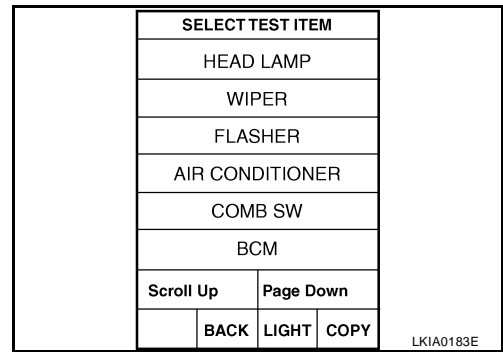 SELECT TEST ITEM
HEAD LAMP
WIPER
FLASHER
AIR CONDITIONER
COMB SW
BCM
Scroll Up Page Down
BACK LIGHT COPY
LKIA0183E